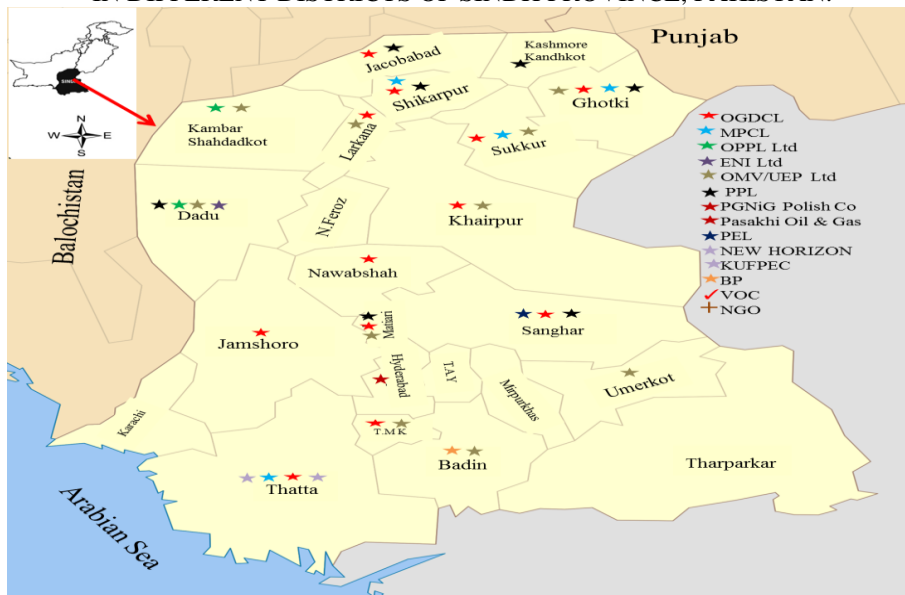 IN DIFFERENT DISTRICTS OF SINDH PROVINCE, PAKISTAN.
Punjab
Kashmore
Kandhkot
Jacobabad
SINDH
Shikarpur
Ghotki
N
W E
S
Kambar
Shahdadkot
Larkana
Sukkur
OGDCL
MPCL
OPPL Ltd
ENI Ltd
OMV/UEP Ltd
PPL
PGNiG Polish Co
Pasakhi Oil & Gas
PEL
NEW HORIZON
KUFPEC
BP
VOC
NGO
Balochistan
Dadu
N.Feroz
Khairpur
Nawabshah
Jamshoro
Matiari
Sanghar
Hyderabad
T.A.Y
Mirpurkhas
Umerkot
Karachi
T.M.K
Badin
Tharparkar
Thatta
Arabian Sea